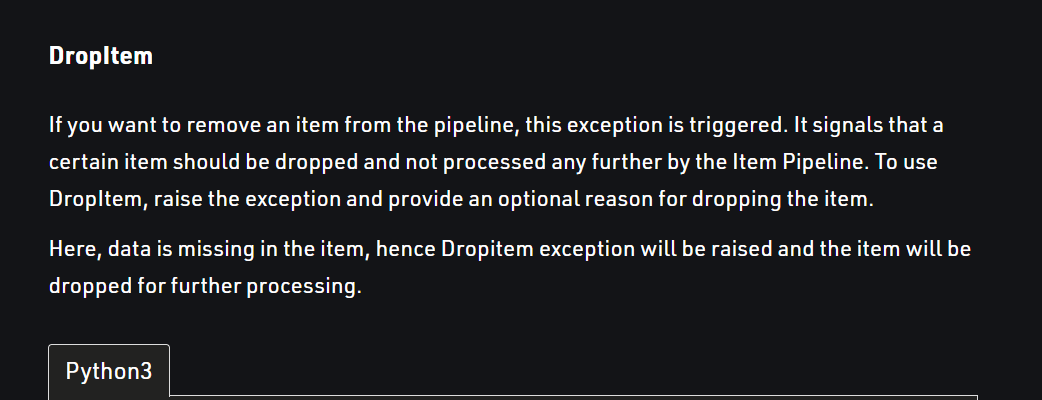 DropItem
If you want to remove an item from the pipeline, this exception is triggered. It signals that a
certain item should be dropped and not processed any further by the Item Pipeline. To use
DropItem, raise the exception and provide an optional reason for dropping the item.
Here, data is missing in the item, hence Dropitem exception will be raised and the item will be
dropped for further processing.
Python3